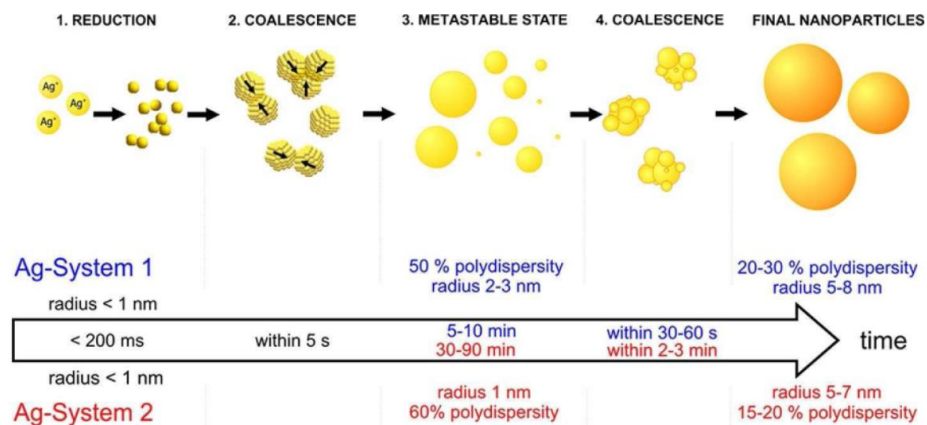 1. REDUCTION
2. COALESCENCE
3. METASTABLE STATE
4. COALESCENCE
FINAL NANOPARTICLES
Ag⁺
Ag⁺
Ag⁺
Ag-System 1
50 % polydispersity
radius 2-3 nm
20-30 % polydispersity
radius 5-8 nm
radius < 1 nm
< 200 ms
within 5 s
5-10 min
30-90 min
within 30-60 s
within 2-3 min
time
radius < 1 nm
Ag-System 2
radius 1 nm
60% polydispersity
radius 5-7 nm
15-20 % polydispersity